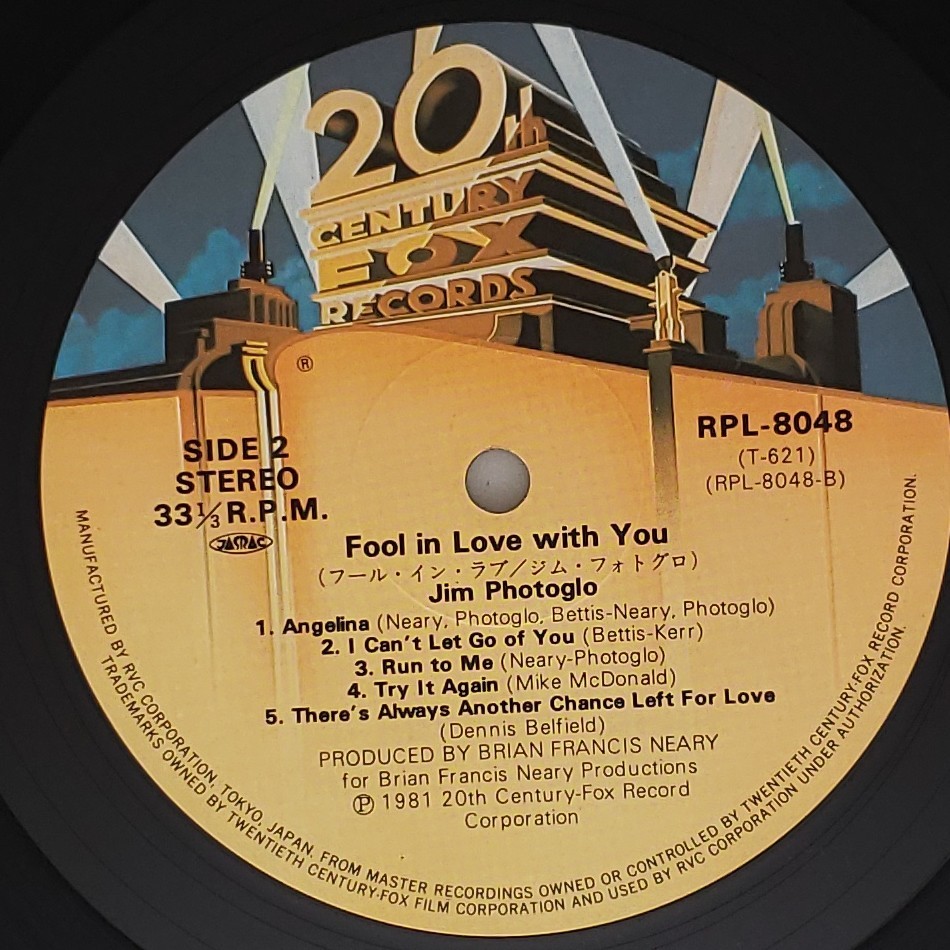 20th
CENTURY
FOX
RECORDS
®
SIDE 2
STEREO
33⅓ R.P.M.
JASRAC
RPL-8048
(T-621)
(RPL-8048-B)
Fool in Love with You
(フール・イン・ラブ/ジム・フォトグロ)
Jim Photoglo
1. Angelina (Neary, Photoglo, Bettis-Neary, Photoglo)
2. I Can't Let Go of You (Bettis-Kerr)
3. Run to Me (Neary-Photoglo)
4. Try It Again (Mike McDonald)
5. There's Always Another Chance Left For Love
(Dennis Belfield)
PRODUCED BY BRIAN FRANCIS NEARY
for Brian Francis Neary Productions
℗ 1981 20th Century-Fox Record
Corporation
MANUFACTURED BY RVC CORPORATION, TOKYO, JAPAN, FROM MASTER RECORDINGS OWNED OR CONTROLLED BY TWENTIETH CENTURY-FOX RECORD CORPORATION.
TRADEMARKS OWNED BY TWENTIETH CENTURY-FOX FILM CORPORATION AND USED BY RVC CORPORATION UNDER AUTHORIZATION.